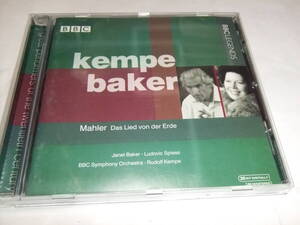 BBC
BBC LEGENDS
kempe
baker
Mahler Das Lied von der Erde
Janet Baker · Ludovic Spiess
BBC Symphony Orchestra · Rudolf Kempe